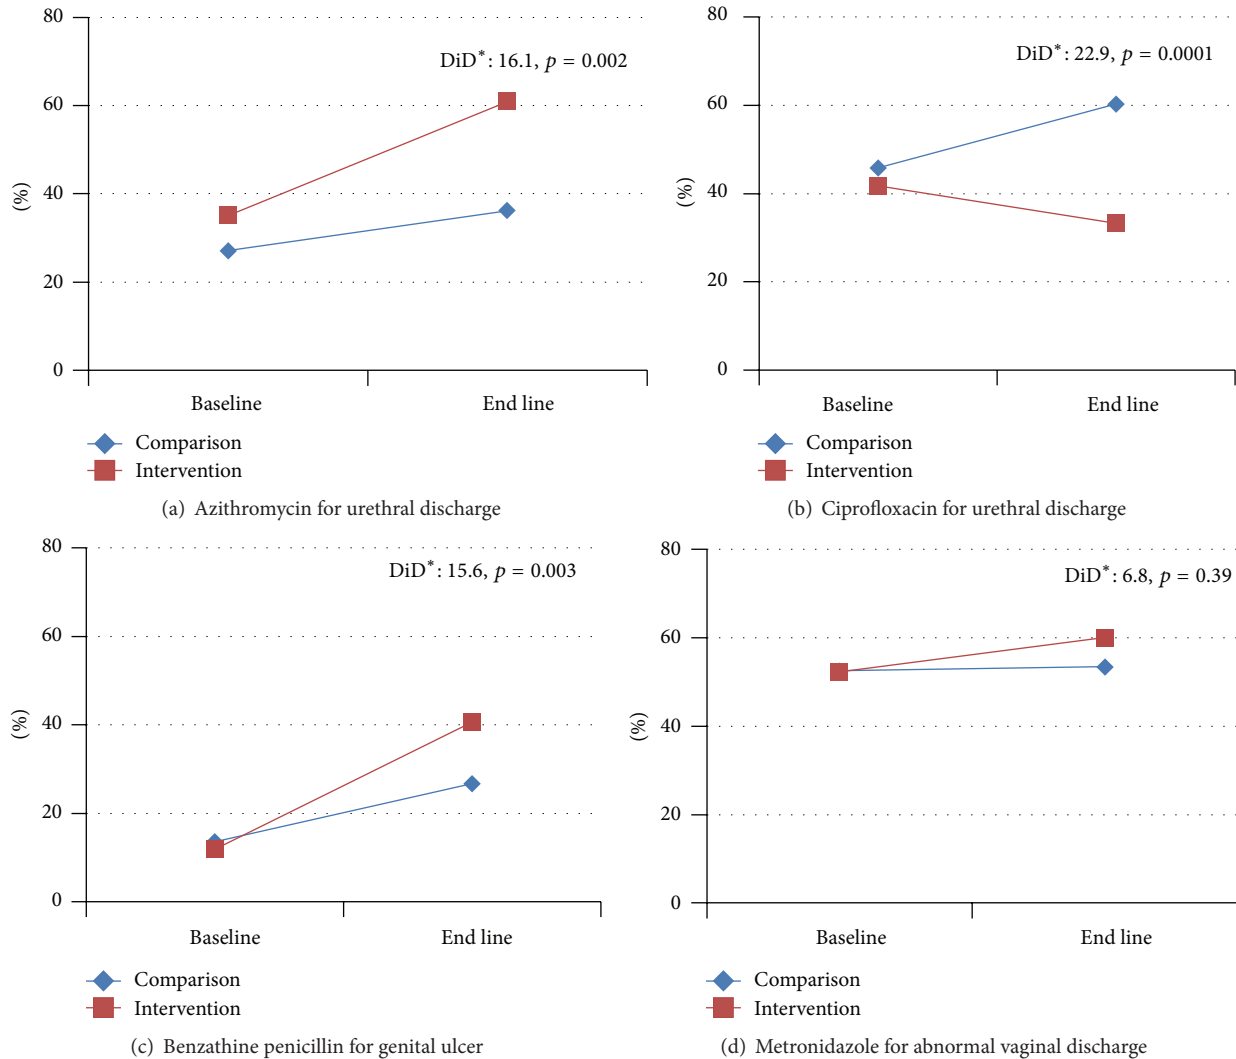 80
60
40
20
0
(%)
DiD*: 16.1, p = 0.002
Baseline
End line
Comparison
Intervention
(a) Azithromycin for urethral discharge
80
60
40
20
0
(%)
DiD*: 22.9, p = 0.0001
Baseline
End line
Comparison
Intervention
(b) Ciprofloxacin for urethral discharge
80
60
40
20
0
(%)
DiD*: 15.6, p = 0.003
Baseline
End line
Comparison
Intervention
(c) Benzathine penicillin for genital ulcer
80
60
40
20
0
(%)
DiD*: 6.8, p = 0.39
Baseline
End line
Comparison
Intervention
(d) Metronidazole for abnormal vaginal discharge